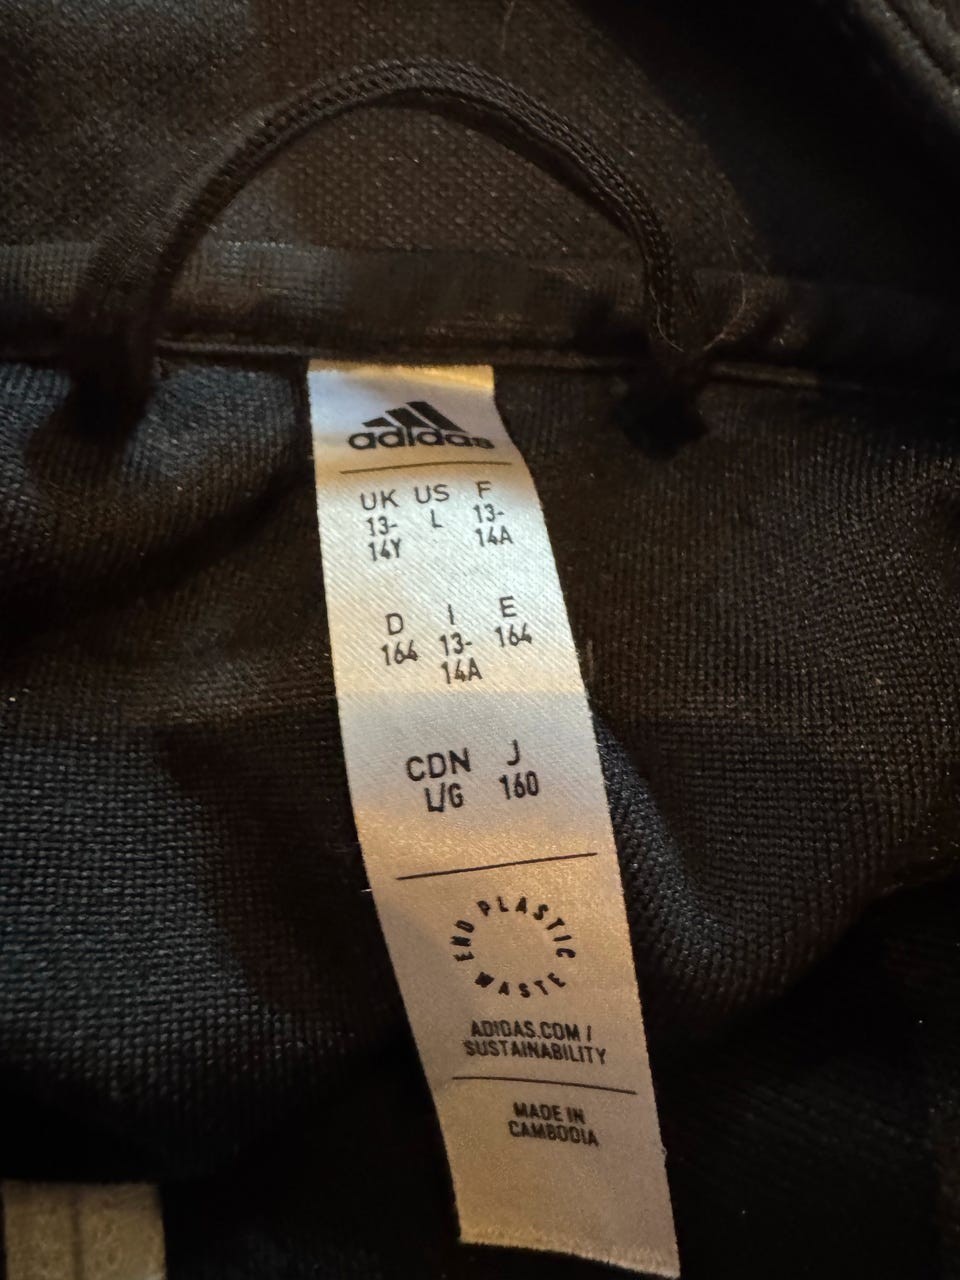 adidas
UK US F
13- L 13-
14Y 14A
D I E
164 13- 164
14A
CDN J
L/G 160
END PLASTIC WASTE
ADIDAS.COM /
SUSTAINABILITY
MADE IN
CAMBODIA